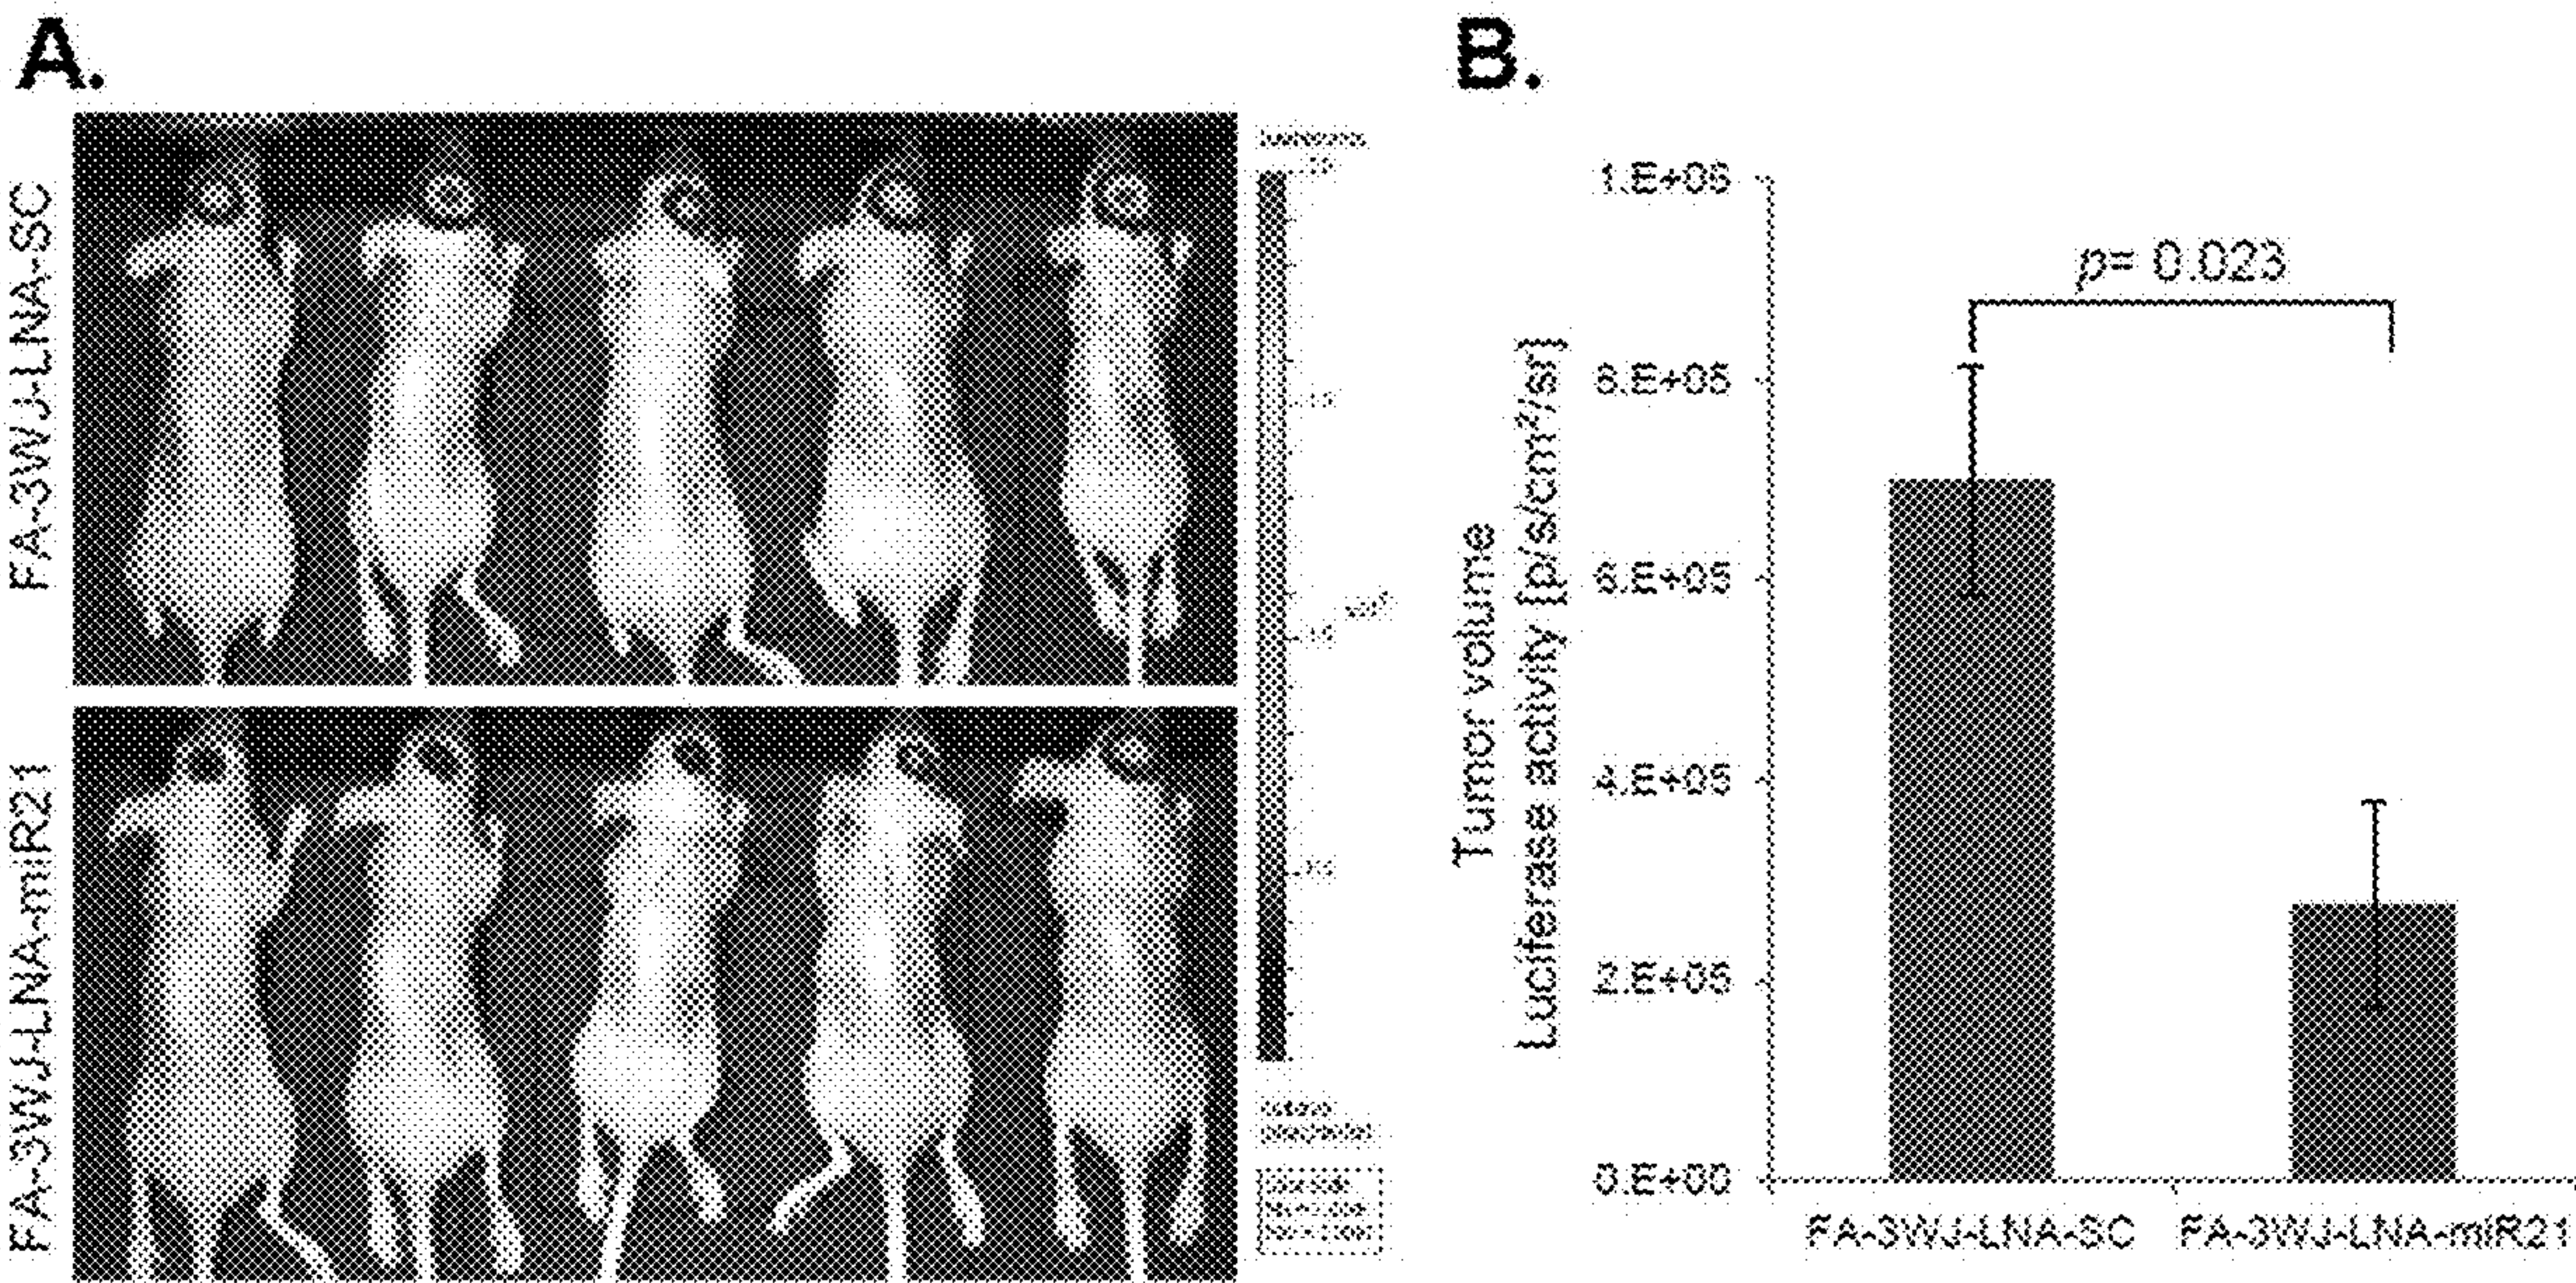 A.
FA-3WJ-LNA-SC
FA-3WJ-LNA-miR21
B.
Tumor volume
Luciferase activity [p/s/cm²/sr]
1.E+06
8.E+05
6.E+05
4.E+05
2.E+05
0.E+00
p= 0.023
FA-3WJ-LNA-SC
FA-3WJ-LNA-miR21